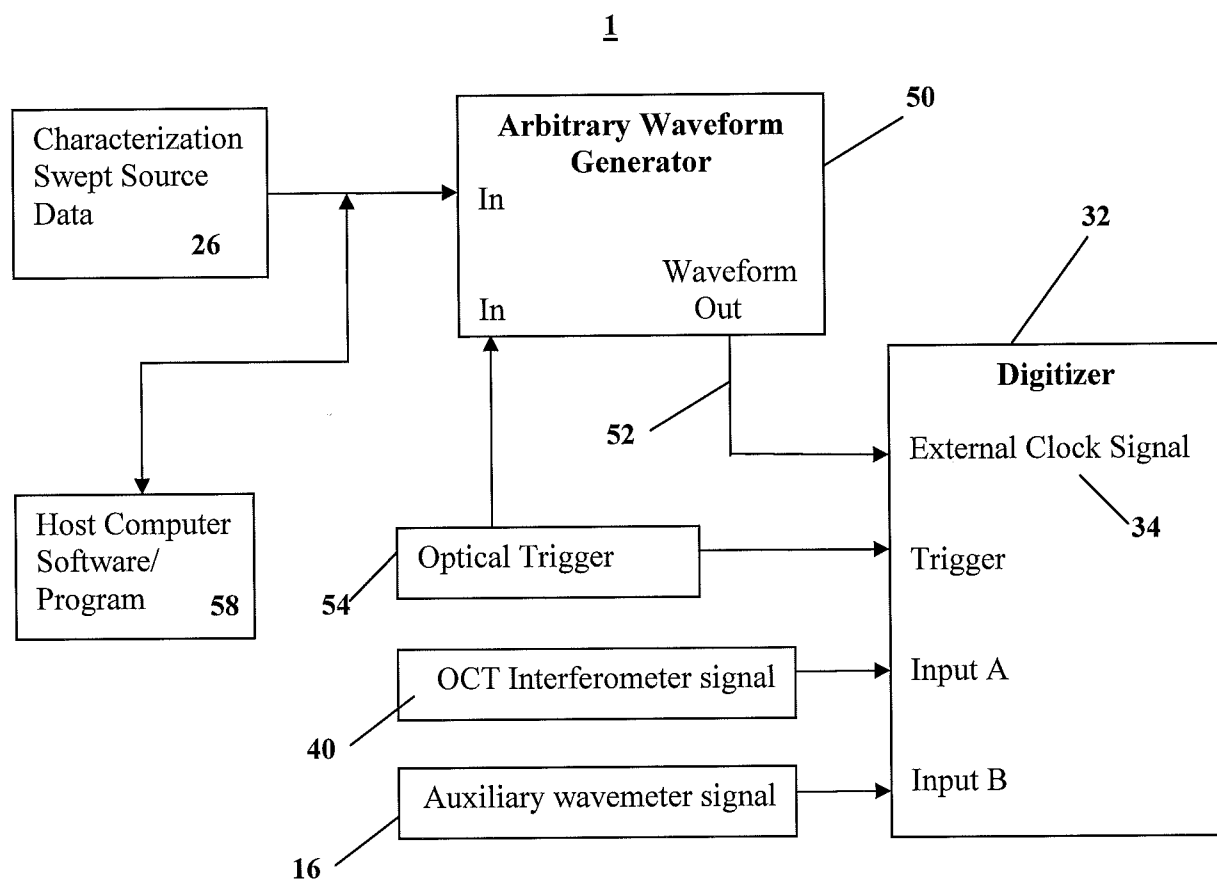 1
Characterization
Swept Source
Data
26
Arbitrary Waveform
Generator
In
Waveform
Out
In
50
32
Digitizer
External Clock Signal
34
Trigger
Input A
Input B
52
Host Computer
Software/
Program
58
Optical Trigger
54
OCT Interferometer signal
40
Auxiliary wavemeter signal
16